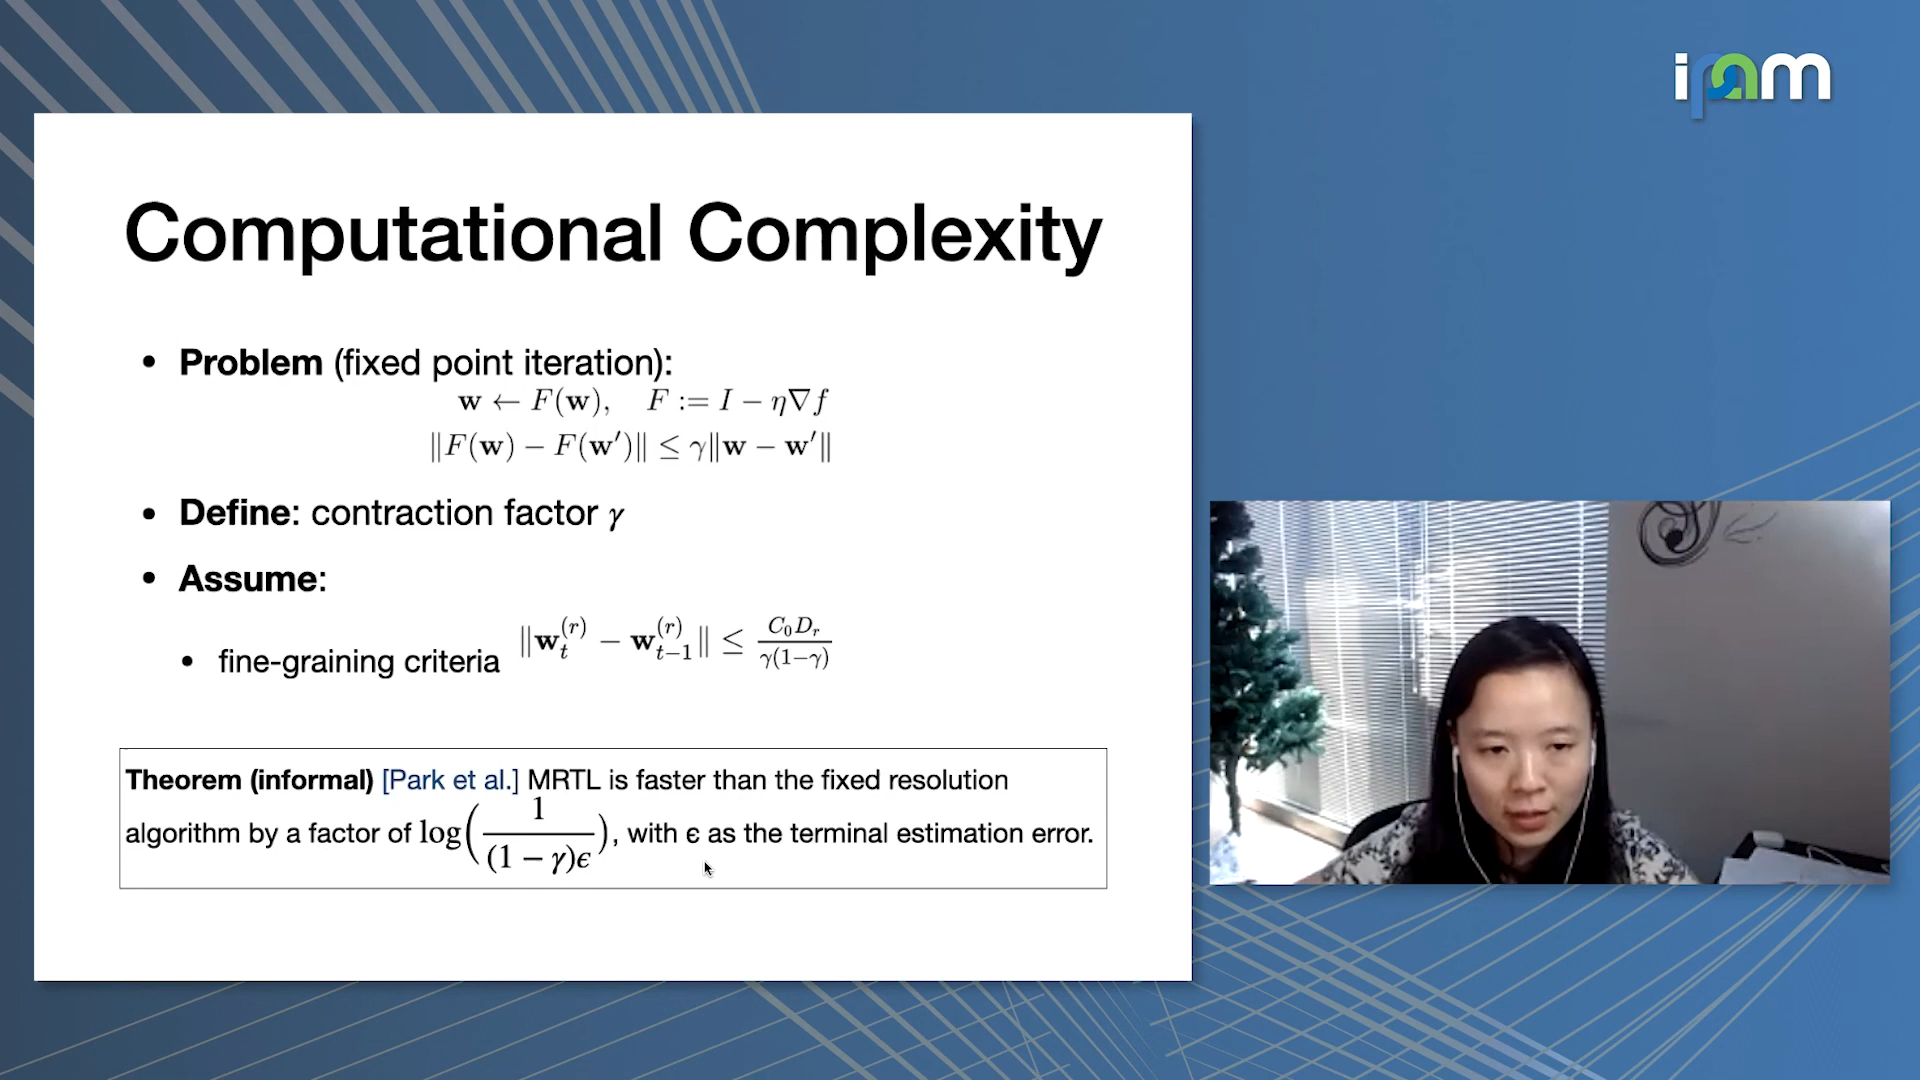 ipam
Computational Complexity
• Problem (fixed point iteration):
w ← F(w), F := I − η∇f
‖F(w) − F(w′)‖ ≤ γ‖w − w′‖
• Define: contraction factor γ
• Assume:
• fine-graining criteria ‖w_t^{(r)} − w_{t−1}^{(r)}‖ ≤ C_0D_r / γ(1−γ)
Theorem (informal) [Park et al.] MRTL is faster than the fixed resolution
algorithm by a factor of log(1 / (1 − γ)ϵ), with ϵ as the terminal estimation error.